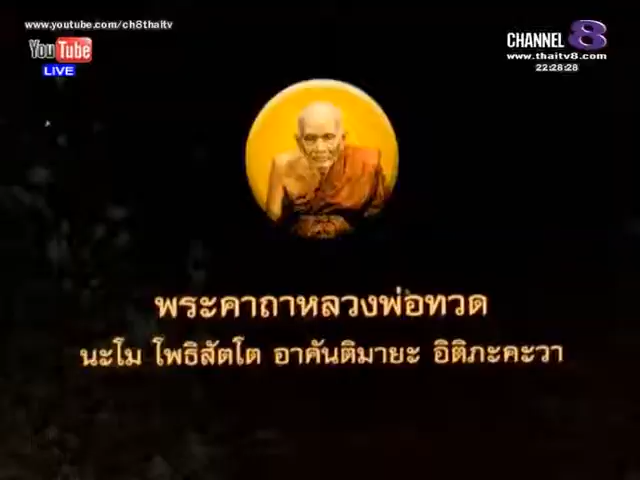 www.youtube.com/ch8thaitv
YouTube
LIVE
CHANNEL 8
www.thaitv8.com
22:28:28
พระคาถาหลวงพ่อทวด
นะโม โพธิสัตโต อาคันติมายะ อิติภะคะวา